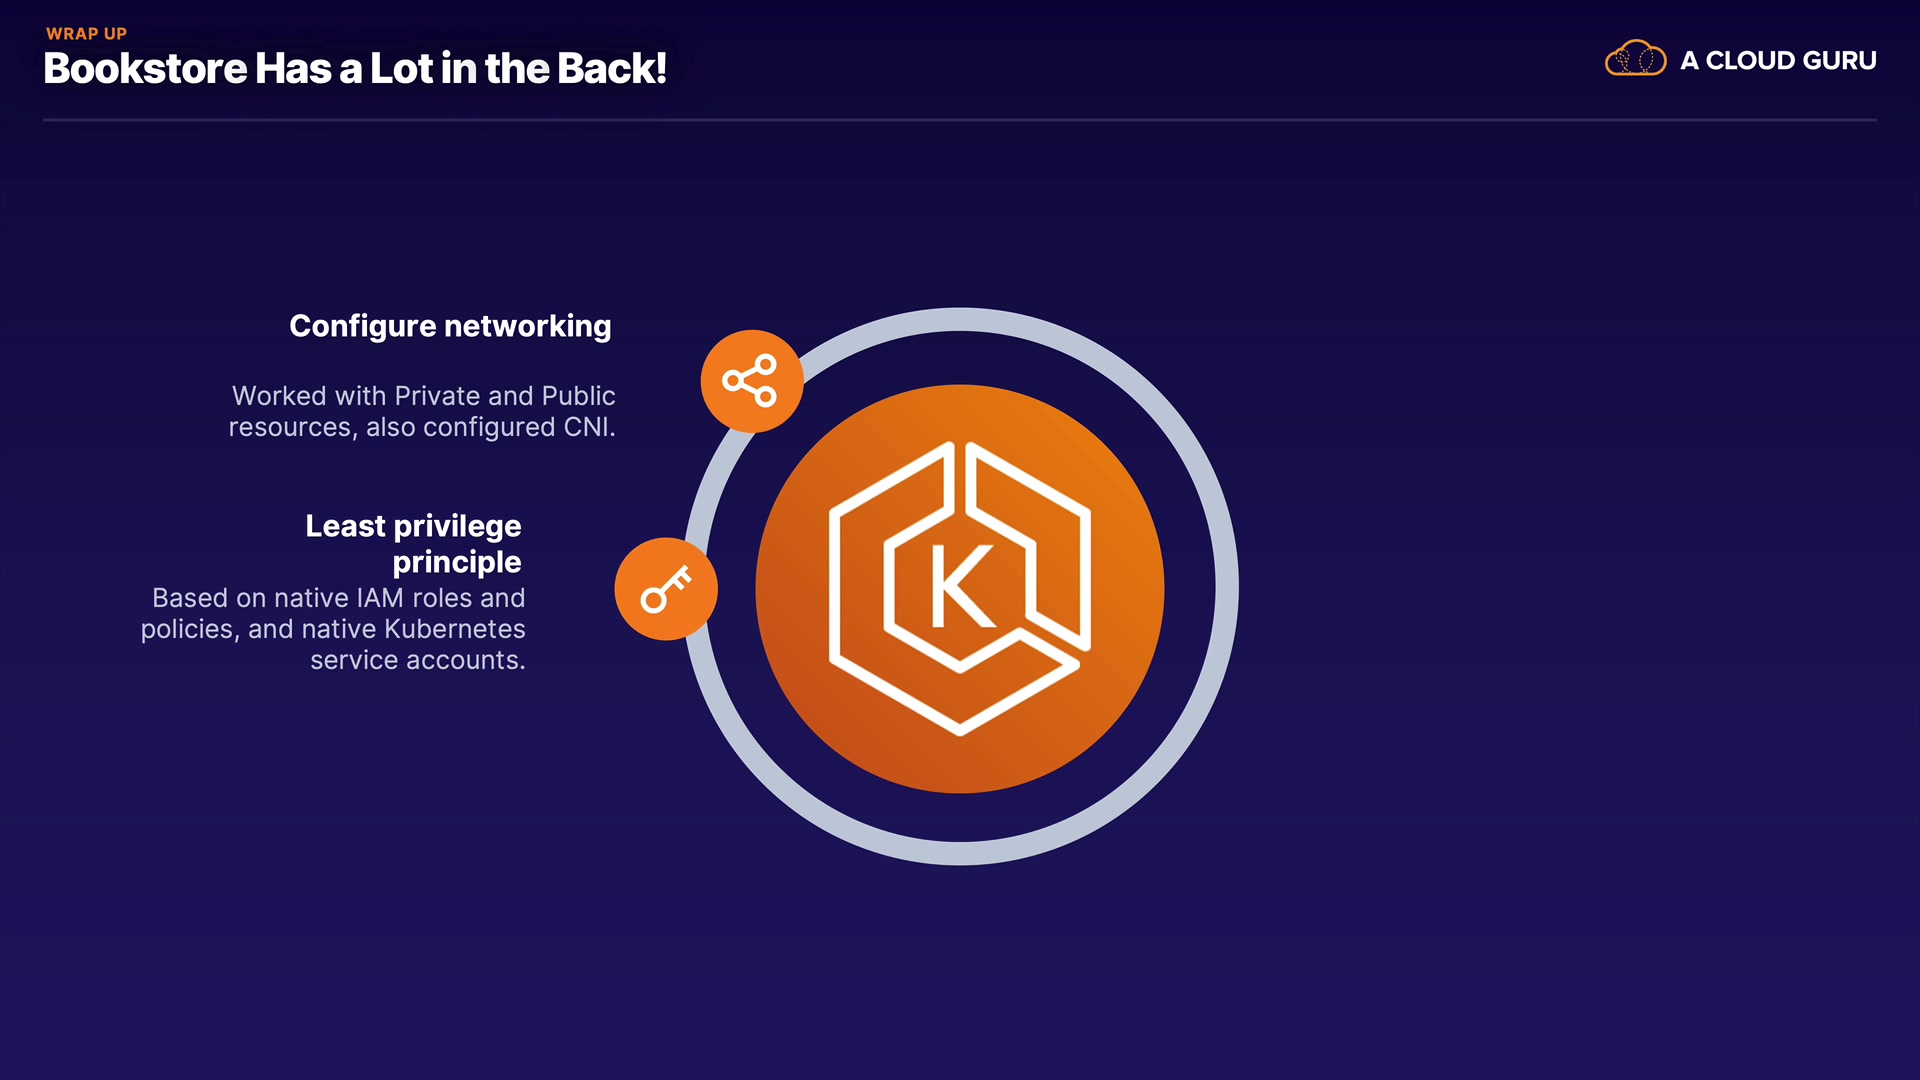 WRAP UP
Bookstore Has a Lot in the Back!
A CLOUD GURU
Configure networking
Worked with Private and Public
resources, also configured CNI.
Least privilege
principle
Based on native IAM roles and
policies, and native Kubernetes
service accounts.
K